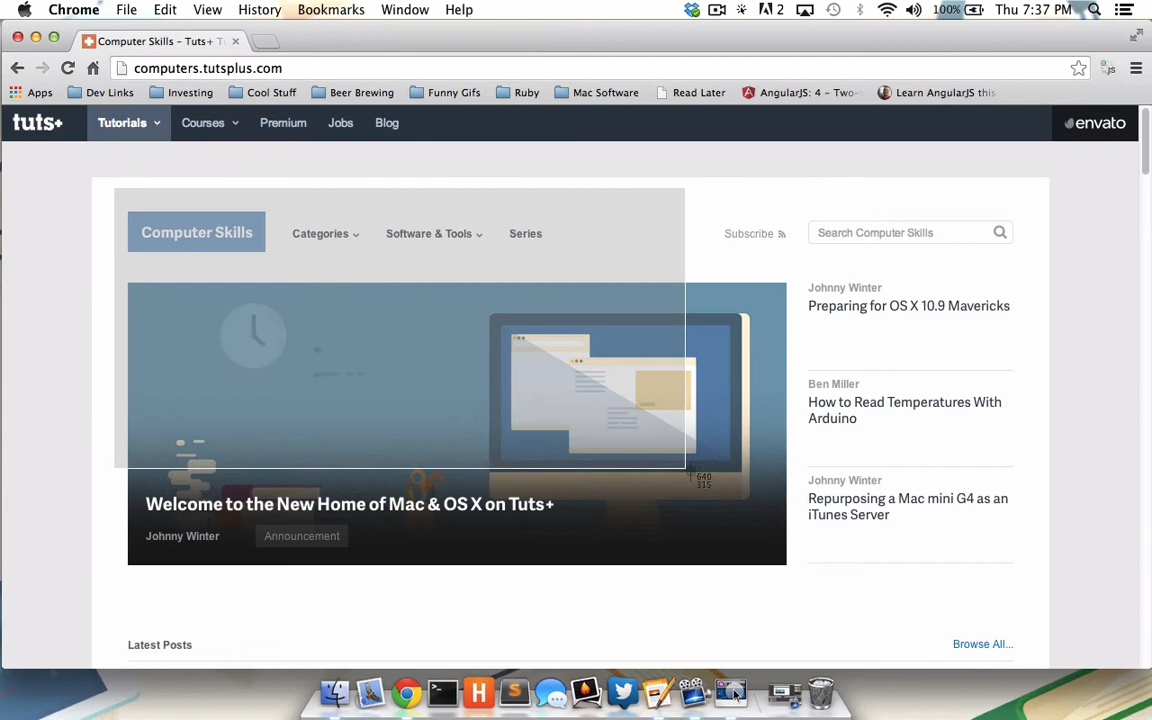 Chrome File Edit View History Bookmarks Window Help 2 100% Thu 7:37 PM
Computer Skills - Tuts+ T
computers.tutsplus.com
Apps Dev Links Investing Cool Stuff Beer Brewing Funny Gifs Ruby Mac Software Read Later AngularJS: 4 - Two- Learn AngularJS this
tuts+ Tutorials Courses Premium Jobs Blog envato
Computer Skills Categories Software & Tools Series Subscribe Search Computer Skills
Johnny Winter
Preparing for OS X 10.9 Mavericks
Ben Miller
How to Read Temperatures With
Arduino
640
315
Johnny Winter
Repurposing a Mac mini G4 as an
iTunes Server
Welcome to the New Home of Mac & OS X on Tuts+
Johnny Winter Announcement
Latest Posts Browse All...